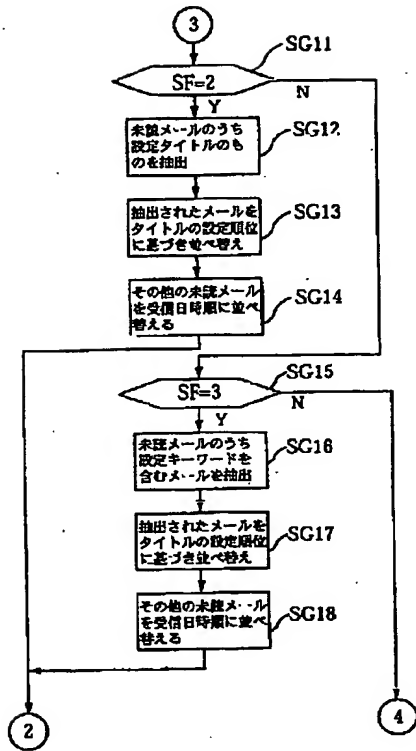 3
SG11
SF=2
N
Y
SG12
未読メールのうち
設定タイトルのも
のを抽出
SG13
抽出されたメールを
タイトルの設定順位
に基づき並べ替え
SG14
その他の未読メール
を受信日時順に並べ
替える
SG15
SF=3
N
Y
SG16
未読メールのうち
設定キーワードを
含むメールを抽出
SG17
抽出されたメールを
タイトルの設定順位
に基づき並べ替え
SG18
その他の未読メール
を受信日時順に並べ
替える
2
4